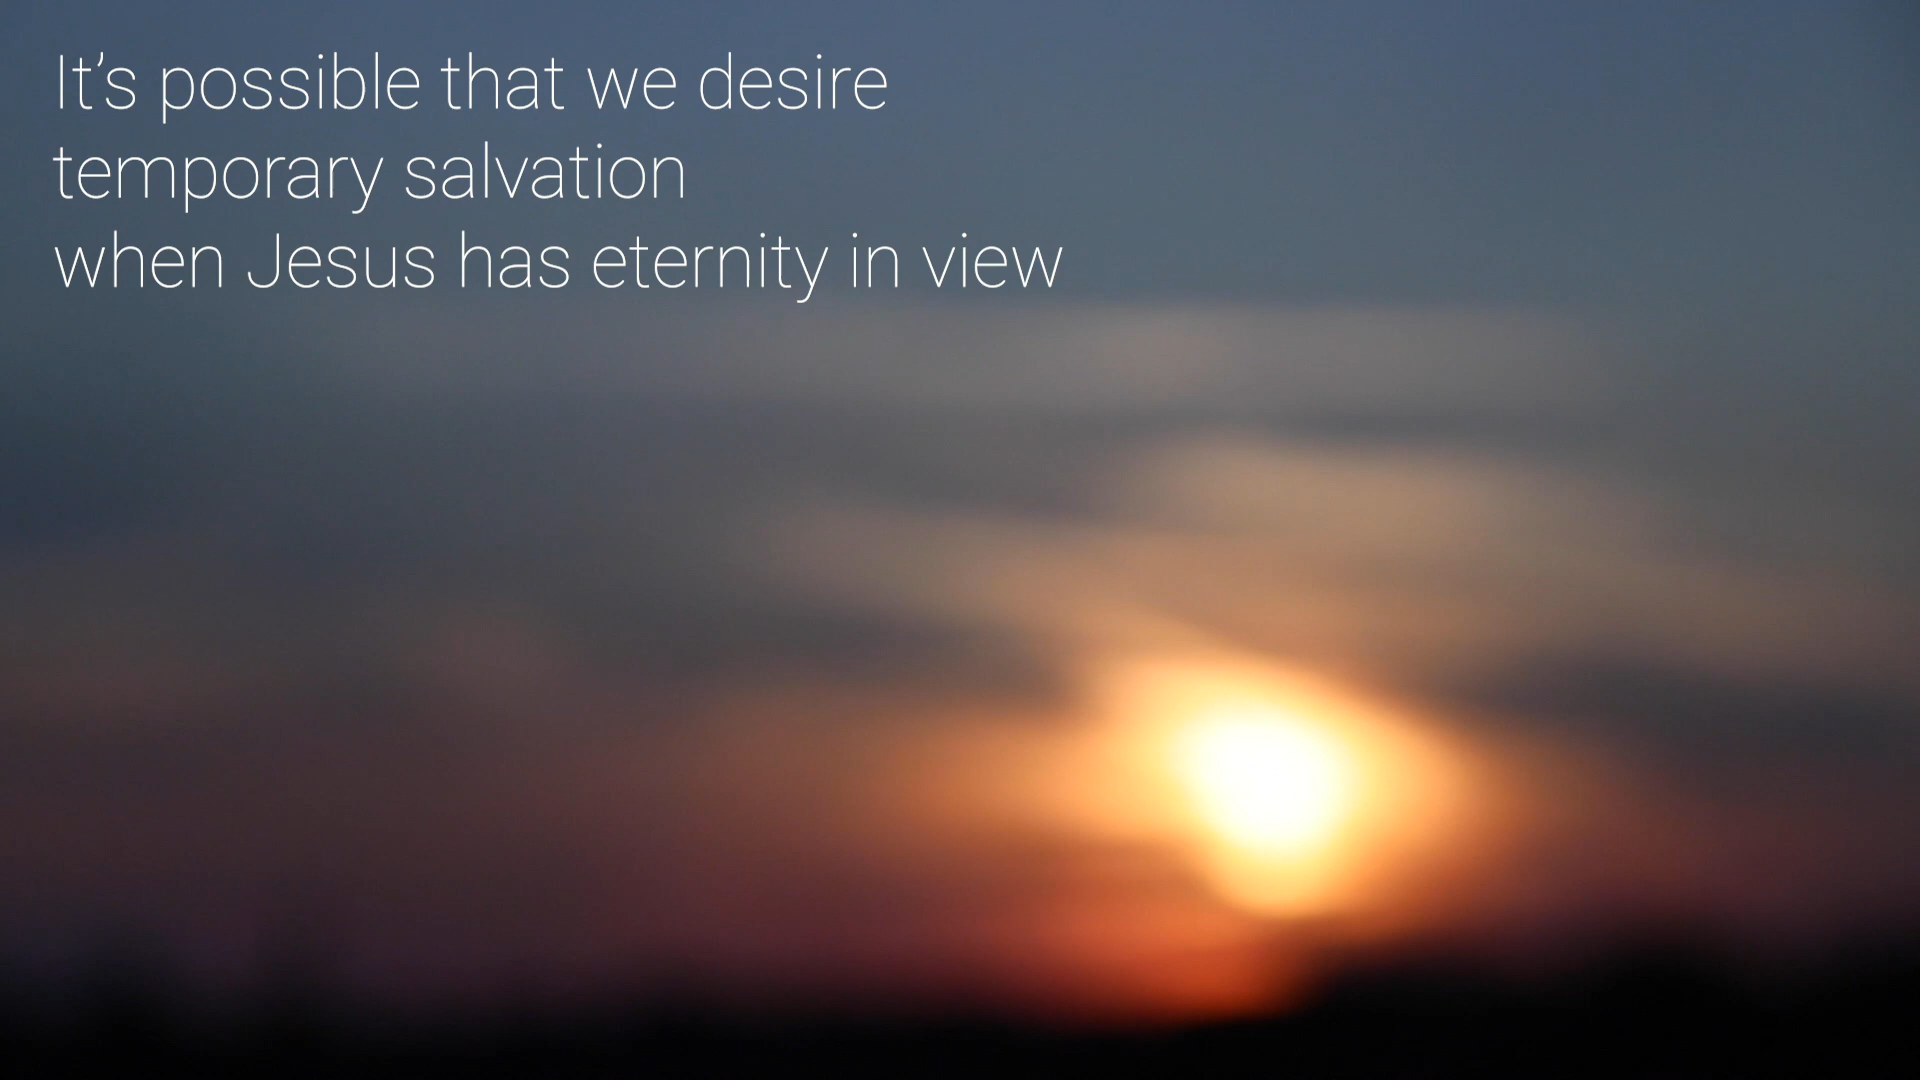 It’s possible that we desire
temporary salvation
when Jesus has eternity in view